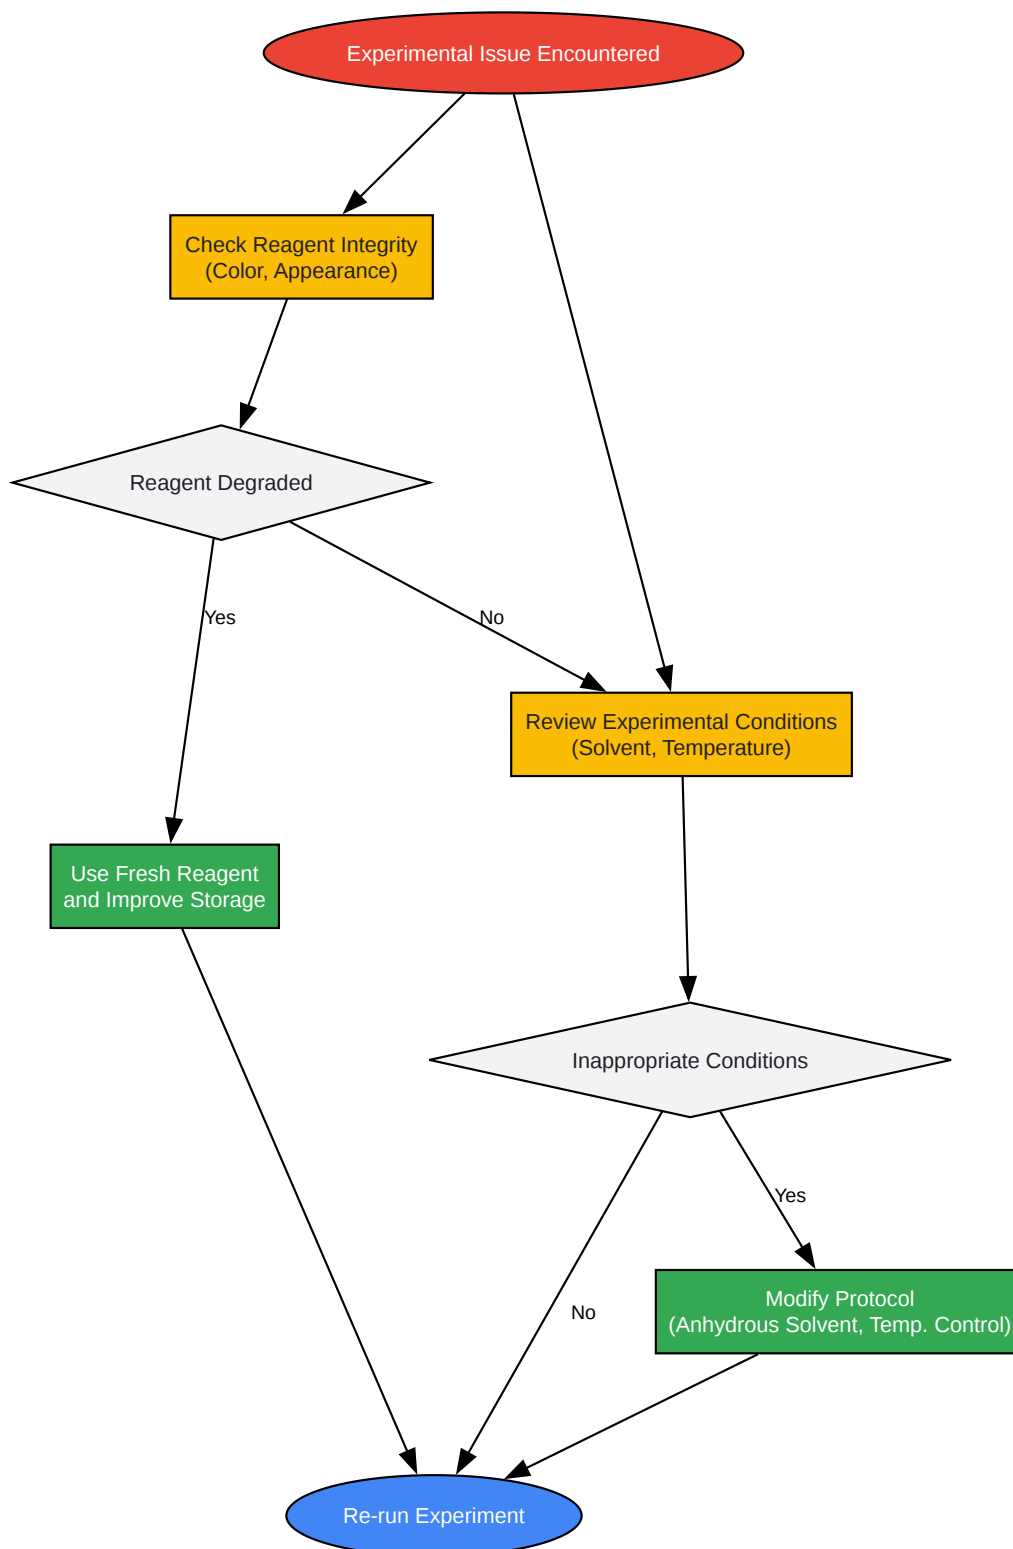 Experimental Issue Encountered
Check Reagent Integrity
(Color, Appearance)
Reagent Degraded
Yes
No
Review Experimental Conditions
(Solvent, Temperature)
Use Fresh Reagent
and Improve Storage
Inappropriate Conditions
Yes
No
Modify Protocol
(Anhydrous Solvent, Temp. Control)
Re-run Experiment